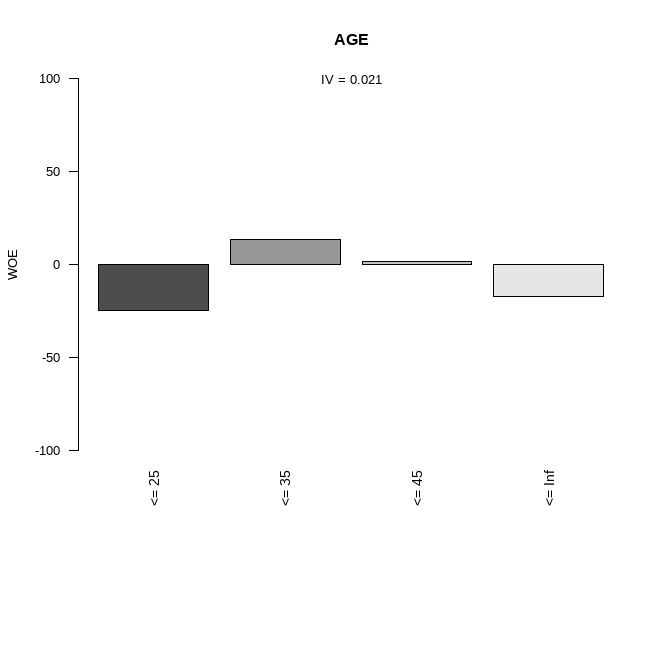 AGE
IV = 0.021
WOE
100
50
0
-50
-100
<= 25
<= 35
<= 45
<= Inf